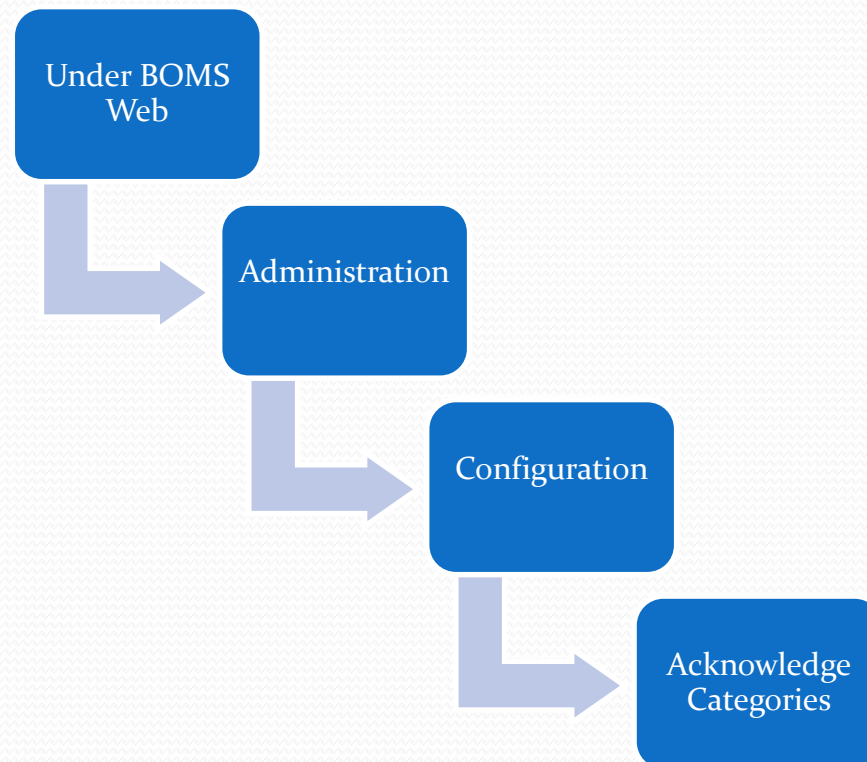 Under BOMS
Web
Administration
Configuration
Acknowledge
Categories